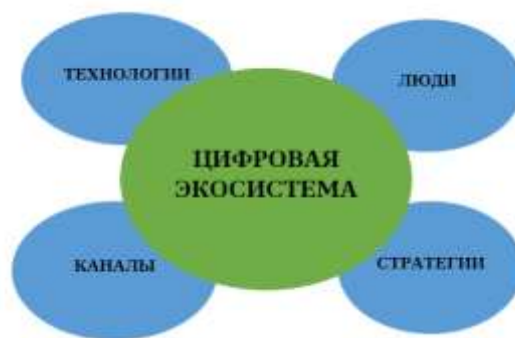 ТЕХНОЛОГИИ
ЛЮДИ
ЦИФРОВАЯ
ЭКОСИСТЕМА
КАНАЛЫ
СТРАТЕГИИ